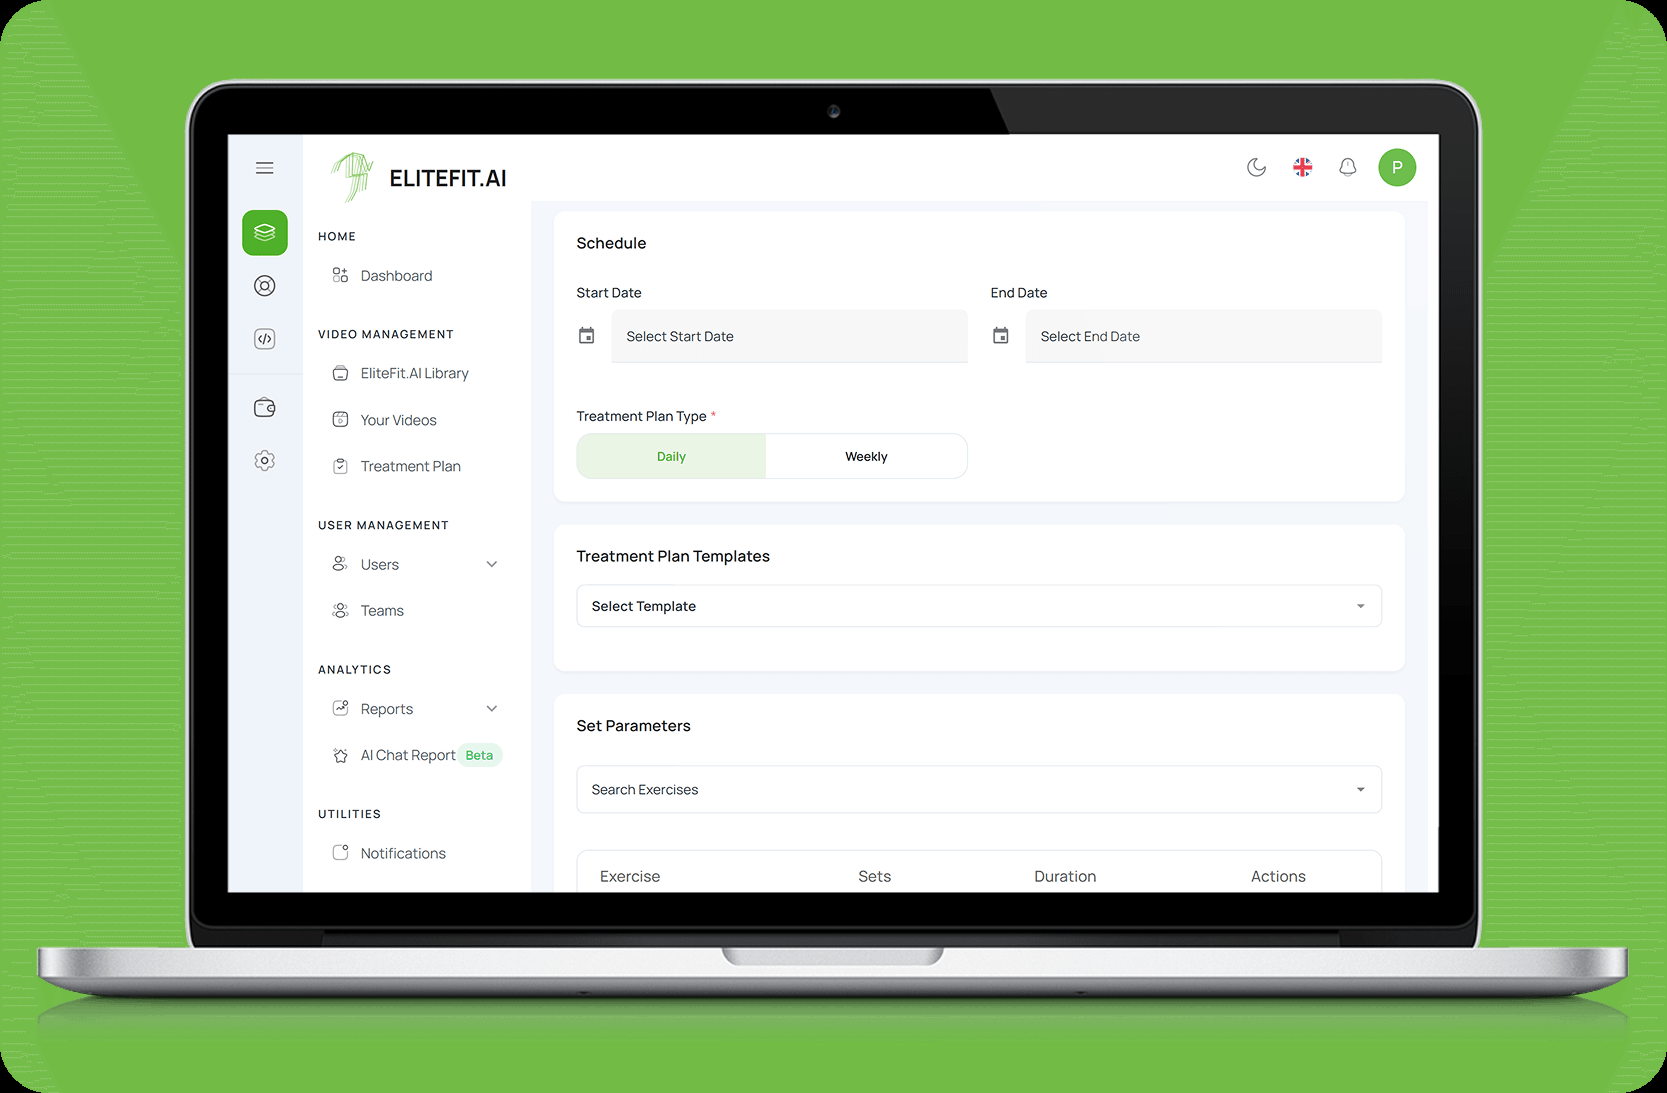 ELITEFIT.AI
P
HOME
Dashboard
VIDEO MANAGEMENT
EliteFit.AI Library
Your Videos
Treatment Plan
USER MANAGEMENT
Users
Teams
ANALYTICS
Reports
AI Chat Report Beta
UTILITIES
Notifications
Schedule
Start Date
End Date
Select Start Date
Select End Date
Treatment Plan Type *
Daily
Weekly
Treatment Plan Templates
Select Template
Set Parameters
Search Exercises
Exercise Sets Duration Actions